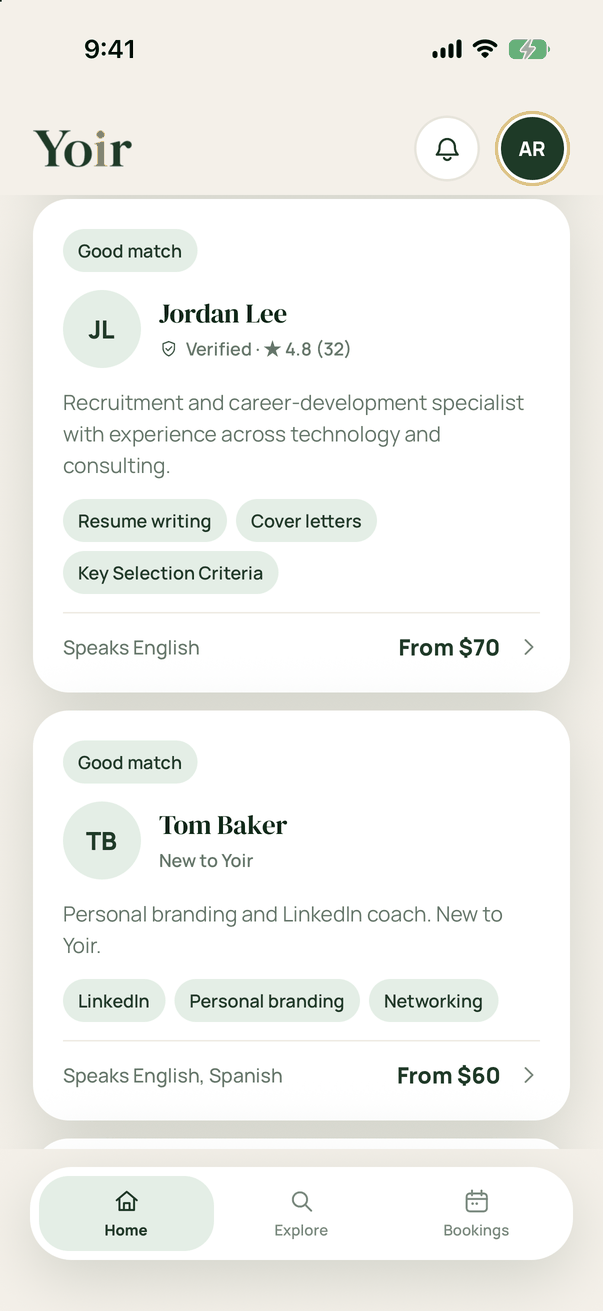 9:41
Yoir
AR
Good match
JL
Jordan Lee
Verified · ★ 4.8 (32)
Recruitment and career-development specialist
with experience across technology and
consulting.
Resume writing
Cover letters
Key Selection Criteria
Speaks English
From $70
Good match
TB
Tom Baker
New to Yoir
Personal branding and LinkedIn coach. New to
Yoir.
LinkedIn
Personal branding
Networking
Speaks English, Spanish
From $60
Home
Explore
Bookings